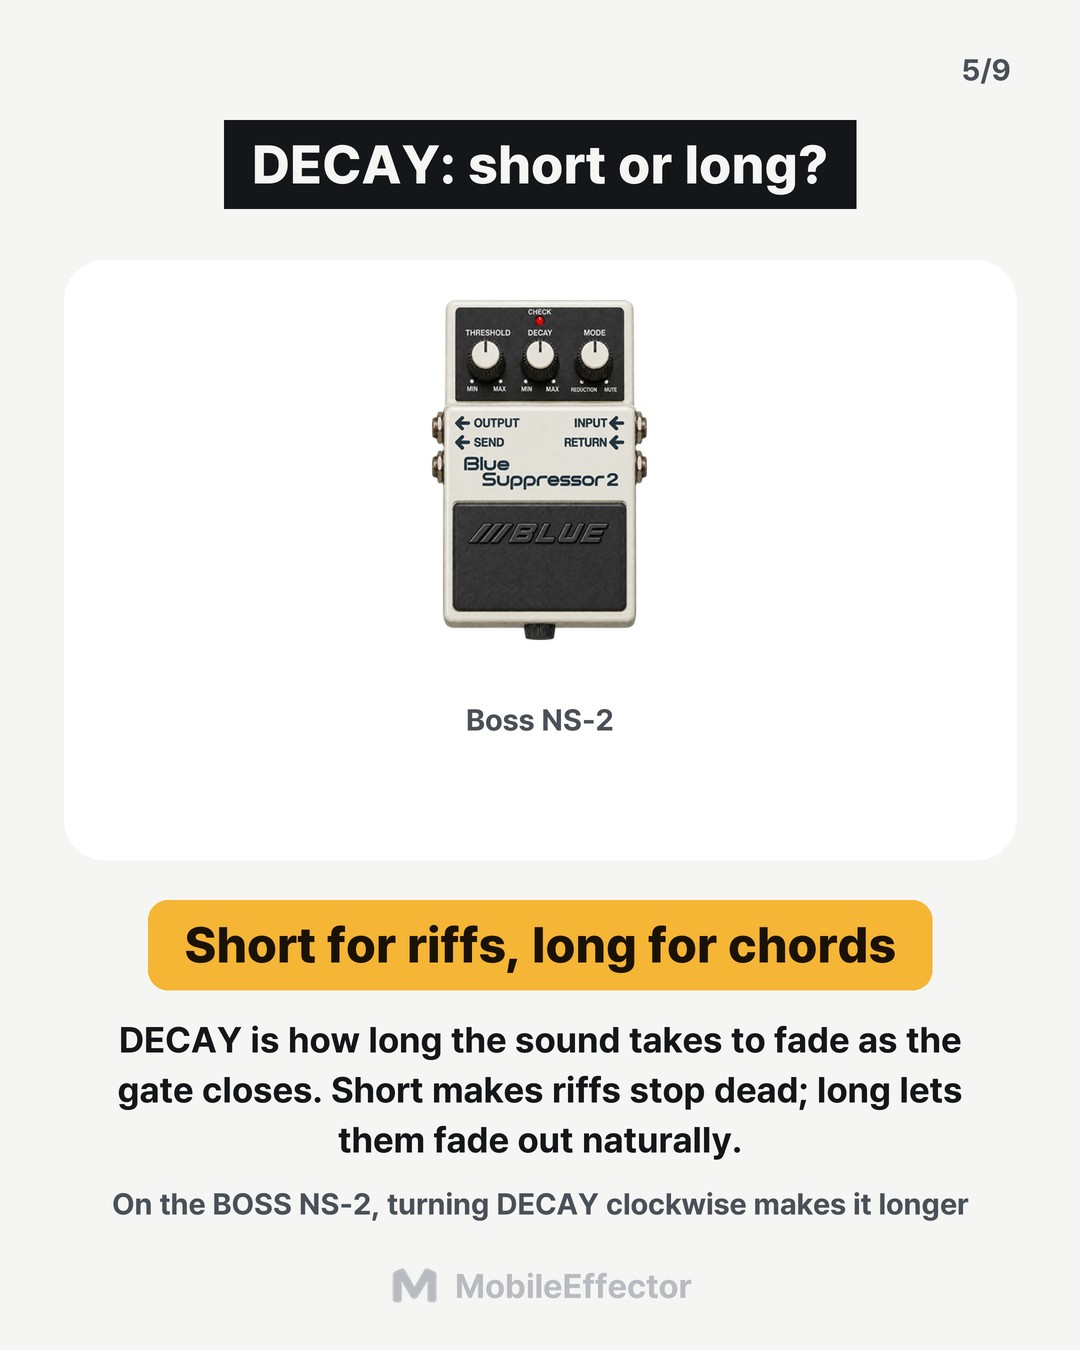 5/9
DECAY: short or long?
CHECK
THRESHOLD DECAY MODE
MIN MAX MIN MAX REDUCTION MUTE
OUTPUT INPUT
SEND RETURN
Blue
Suppressor 2
BLUE
Boss NS-2
Short for riffs, long for chords
DECAY is how long the sound takes to fade as the
gate closes. Short makes riffs stop dead; long lets
them fade out naturally.
On the BOSS NS-2, turning DECAY clockwise makes it longer
MobileEffector